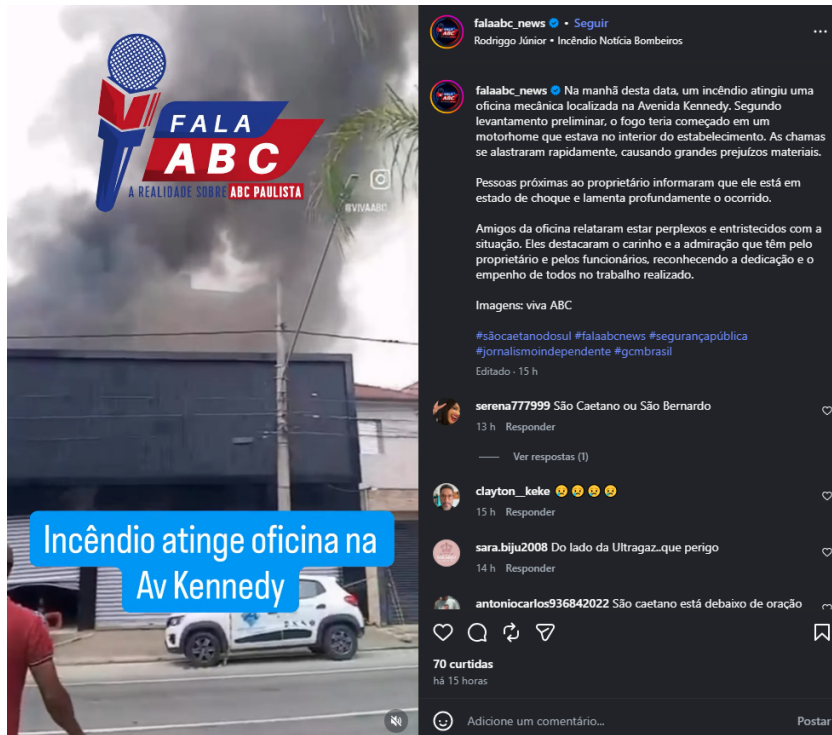 FALA
ABC
A REALIDADE SOBRE ABC PAULISTA
@VIVAABC
Incêndio atinge oficina na
Av Kennedy
falaabc_news • Seguir
Rodriggo Júnior • Incêndio Notícia Bombeiros
falaabc_news Na manhã desta data, um incêndio atingiu uma
oficina mecânica localizada na Avenida Kennedy. Segundo
levantamento preliminar, o fogo teria começado em um
motorhome que estava no interior do estabelecimento. As chamas
se alastraram rapidamente, causando grandes prejuízos materiais.
Pessoas próximas ao proprietário informaram que ele está em
estado de choque e lamenta profundamente o ocorrido.
Amigos da oficina relataram estar perplexos e entristecidos com a
situação. Eles destacaram o carinho e a admiração que têm pelo
proprietário e pelos funcionários, reconhecendo a dedicação e o
empenho de todos no trabalho realizado.
Imagens: viva ABC
#sãocaetanodosul #falaabcnews #segurançapública
#jornalismoindependente #gcmbrasil
Editado · 15 h
serena777999 São Caetano ou São Bernardo
13 h Responder
Ver respostas (1)
clayton__keke 😢😢😢😢
15 h Responder
sara.biju2008 Do lado da Ultragaz..que perigo
14 h Responder
antoniocarlos936842022 São caetano está debaixo de oração
70 curtidas
há 15 horas
Adicione um comentário...
Postar